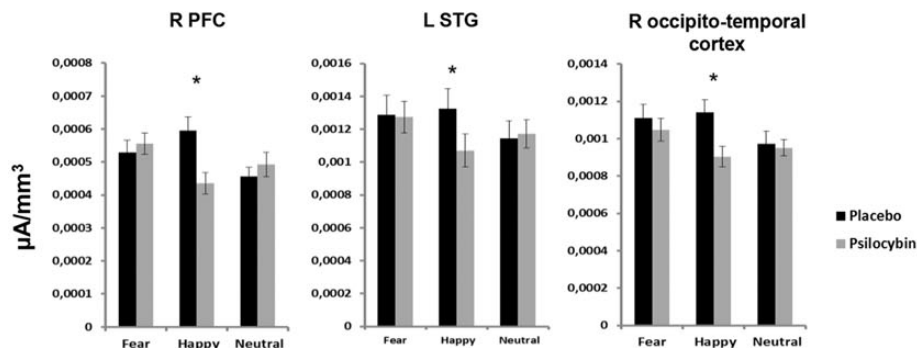 R PFC
0,0008
0,0007
0,0006
0,0005
0,0004
0,0003
0,0002
0,0001
0
Fear Happy Neutral
*
µA/mm³
L STG
0,0016
0,0014
0,0012
0,001
0,0008
0,0006
0,0004
0,0002
0
Fear Happy Neutral
*
R occipito-temporal
cortex
0,0014
0,0012
0,001
0,0008
0,0006
0,0004
0,0002
0
Fear Happy Neutral
*
Placebo
Psilocybin